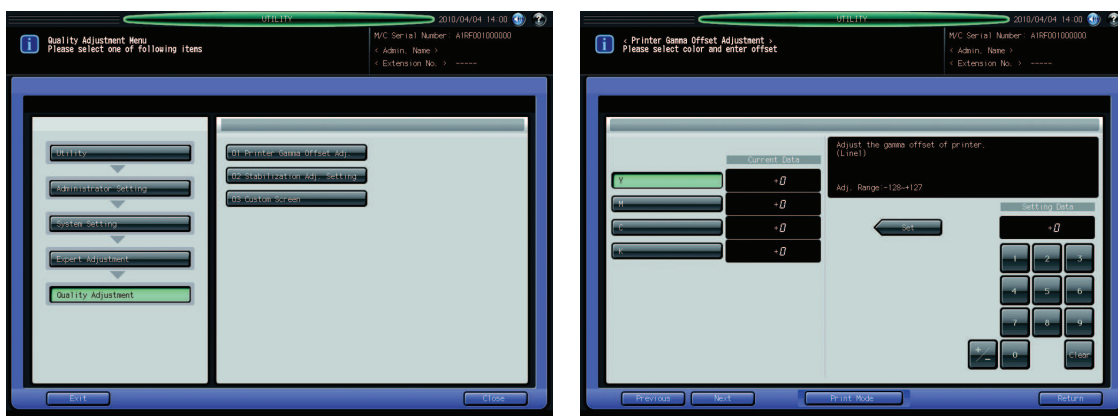 UTILITY
2010/04/04 14:00
Quality Adjustment Menu
Please select one of following items
M/C Serial Number: A1RF001000000
< Admin. Name >
< Extension No. > -----
Utility
Administrator Setting
System Setting
Expert Adjustment
Quality Adjustment
01 Printer Gamma Offset Adj.
02 Stabilization Adj. Setting
03 Custom Screen
Exit
Close
UTILITY
2010/04/04 14:00
< Printer Gamma Offset Adjustment >
Please select color and enter offset
M/C Serial Number: A1RF001000000
< Admin. Name >
< Extension No. > -----
Current Data
Y +0
M +0
C +0
K +0
Adjust the gamma offset of printer.
(Line1)
Adj. Range:-128~+127
Set
Setting Data
+0
1 2 3
4 5 6
7 8 9
+/- 0 Clear
Previous
Next
Print Mode
Return